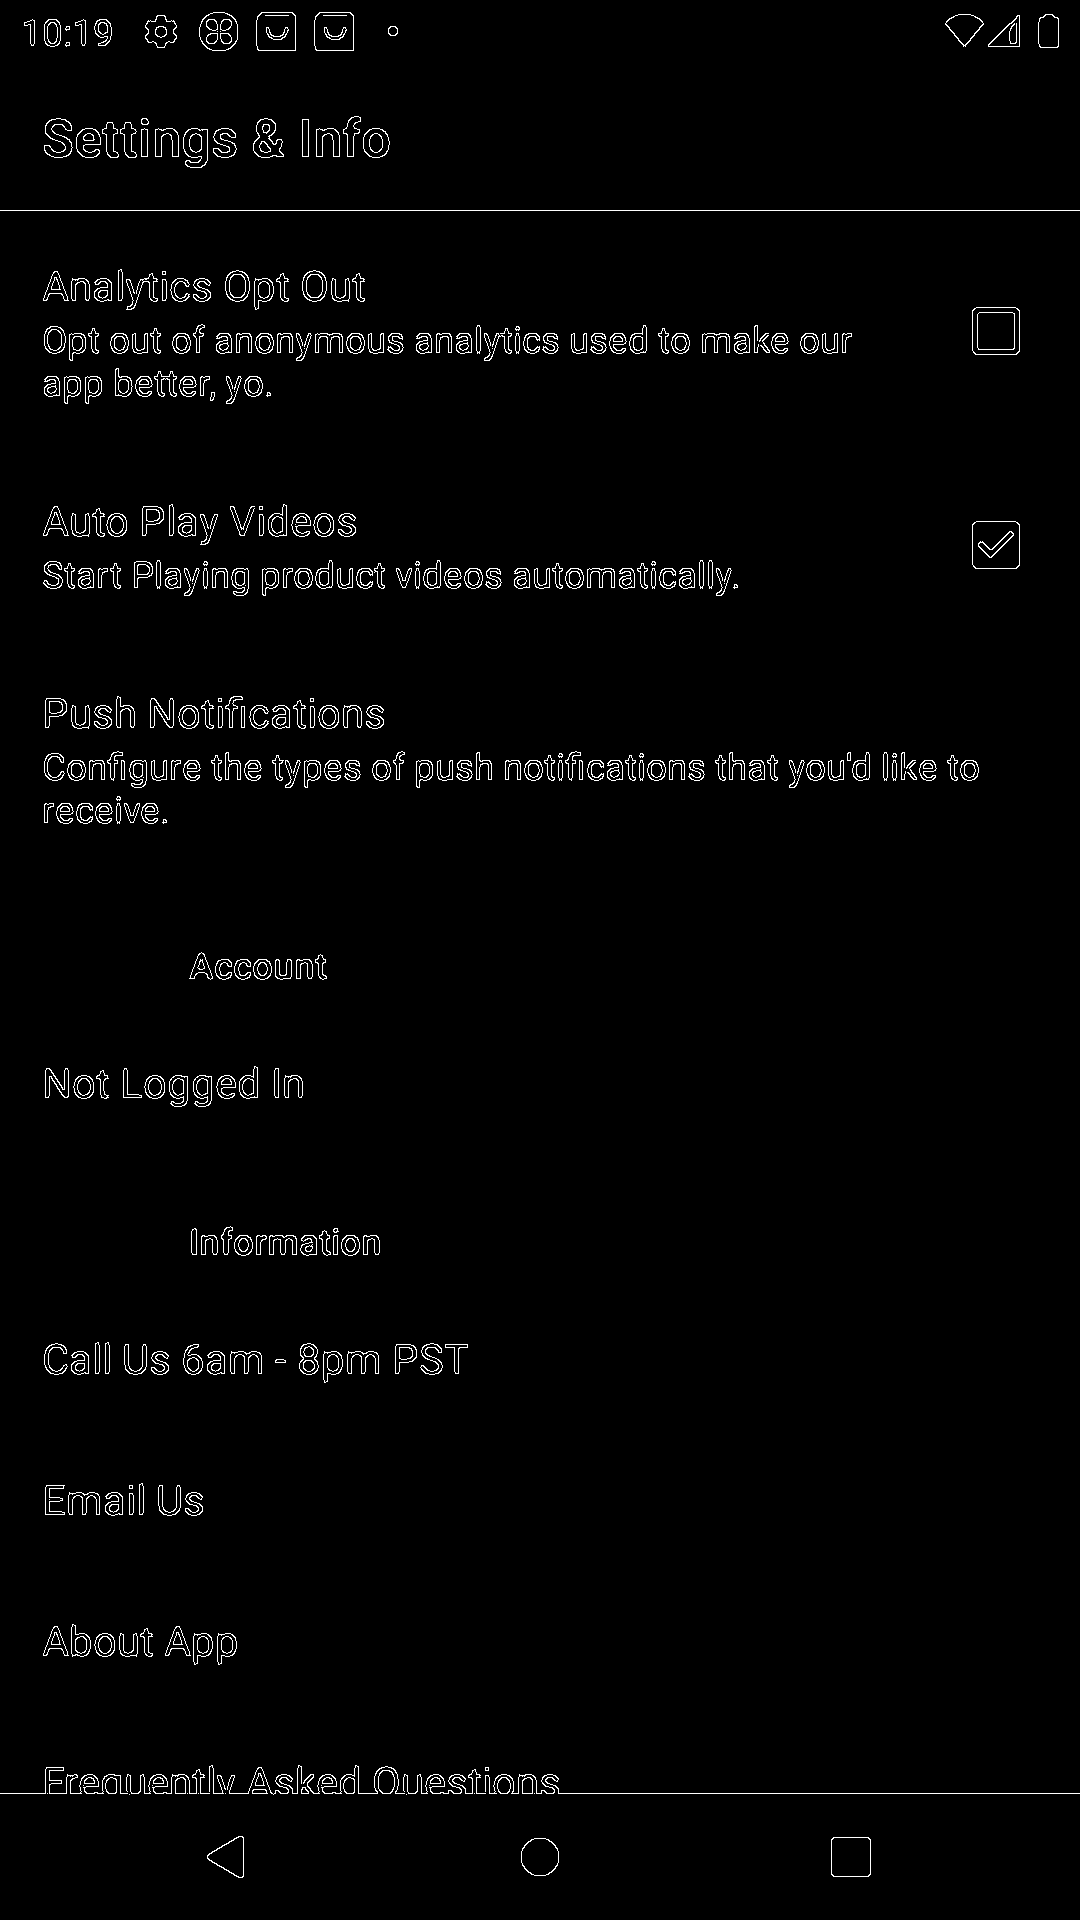 10:19
Settings & Info
Analytics Opt Out
Opt out of anonymous analytics used to make our
app better, yo.
Auto Play Videos
Start Playing product videos automatically.
Push Notifications
Configure the types of push notifications that you'd like to
receive.
Account
Not Logged In
Information
Call Us 6am - 8pm PST
Email Us
About App
Frequently Asked Questions